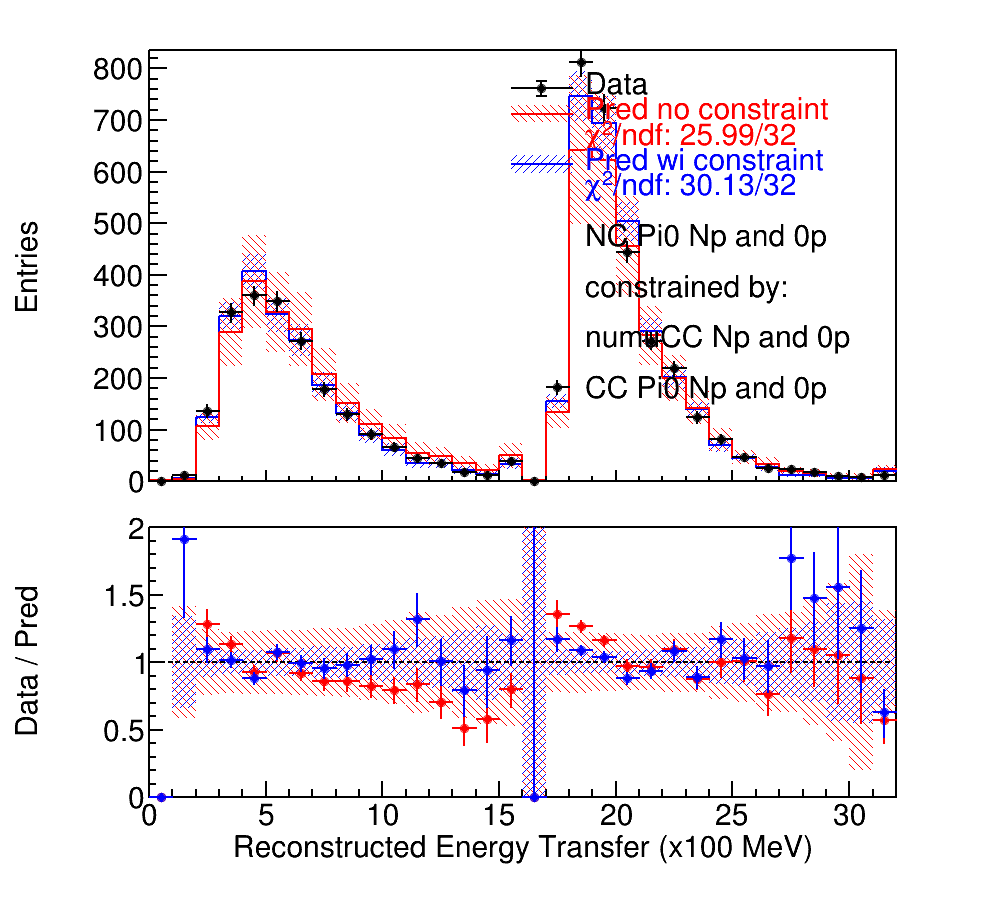 800
700
600
500
400
300
200
100
0
Entries
Data
Pred no constraint
χ²/ndf: 25.99/32
Pred wi constraint
χ²/ndf: 30.13/32
NC Pi0 Np and 0p
constrained by:
numuCC Np and 0p
CC Pi0 Np and 0p
2
1.5
1
0.5
0
Data / Pred
0 5 10 15 20 25 30
Reconstructed Energy Transfer (x100 MeV)